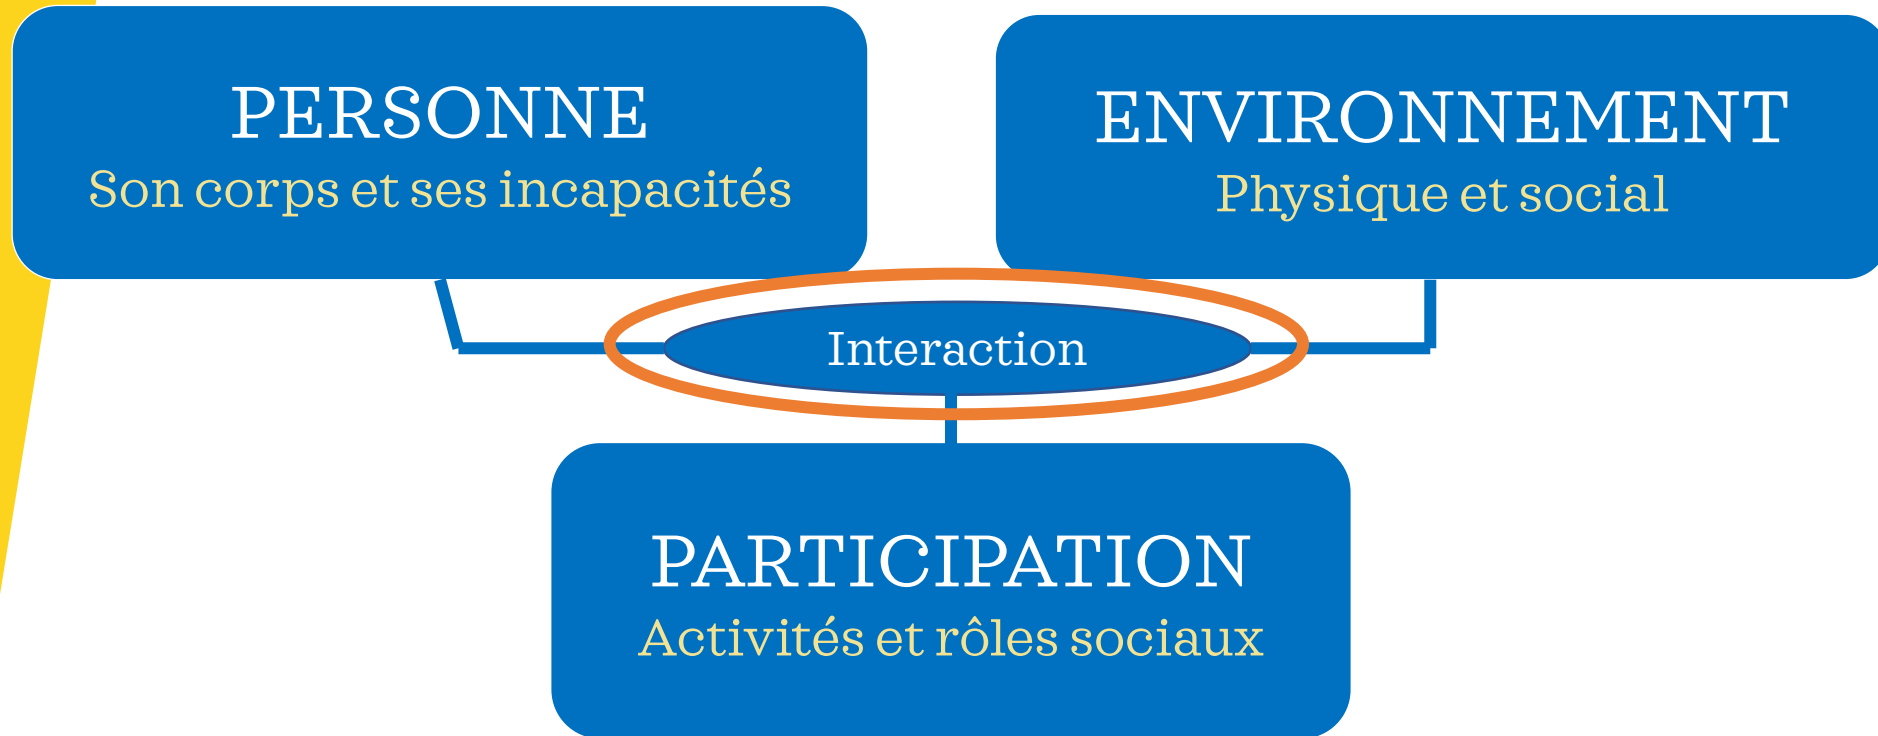 PERSONNE
Son corps et ses incapacités
ENVIRONNEMENT
Physique et social
Interaction
PARTICIPATION
Activités et rôles sociaux